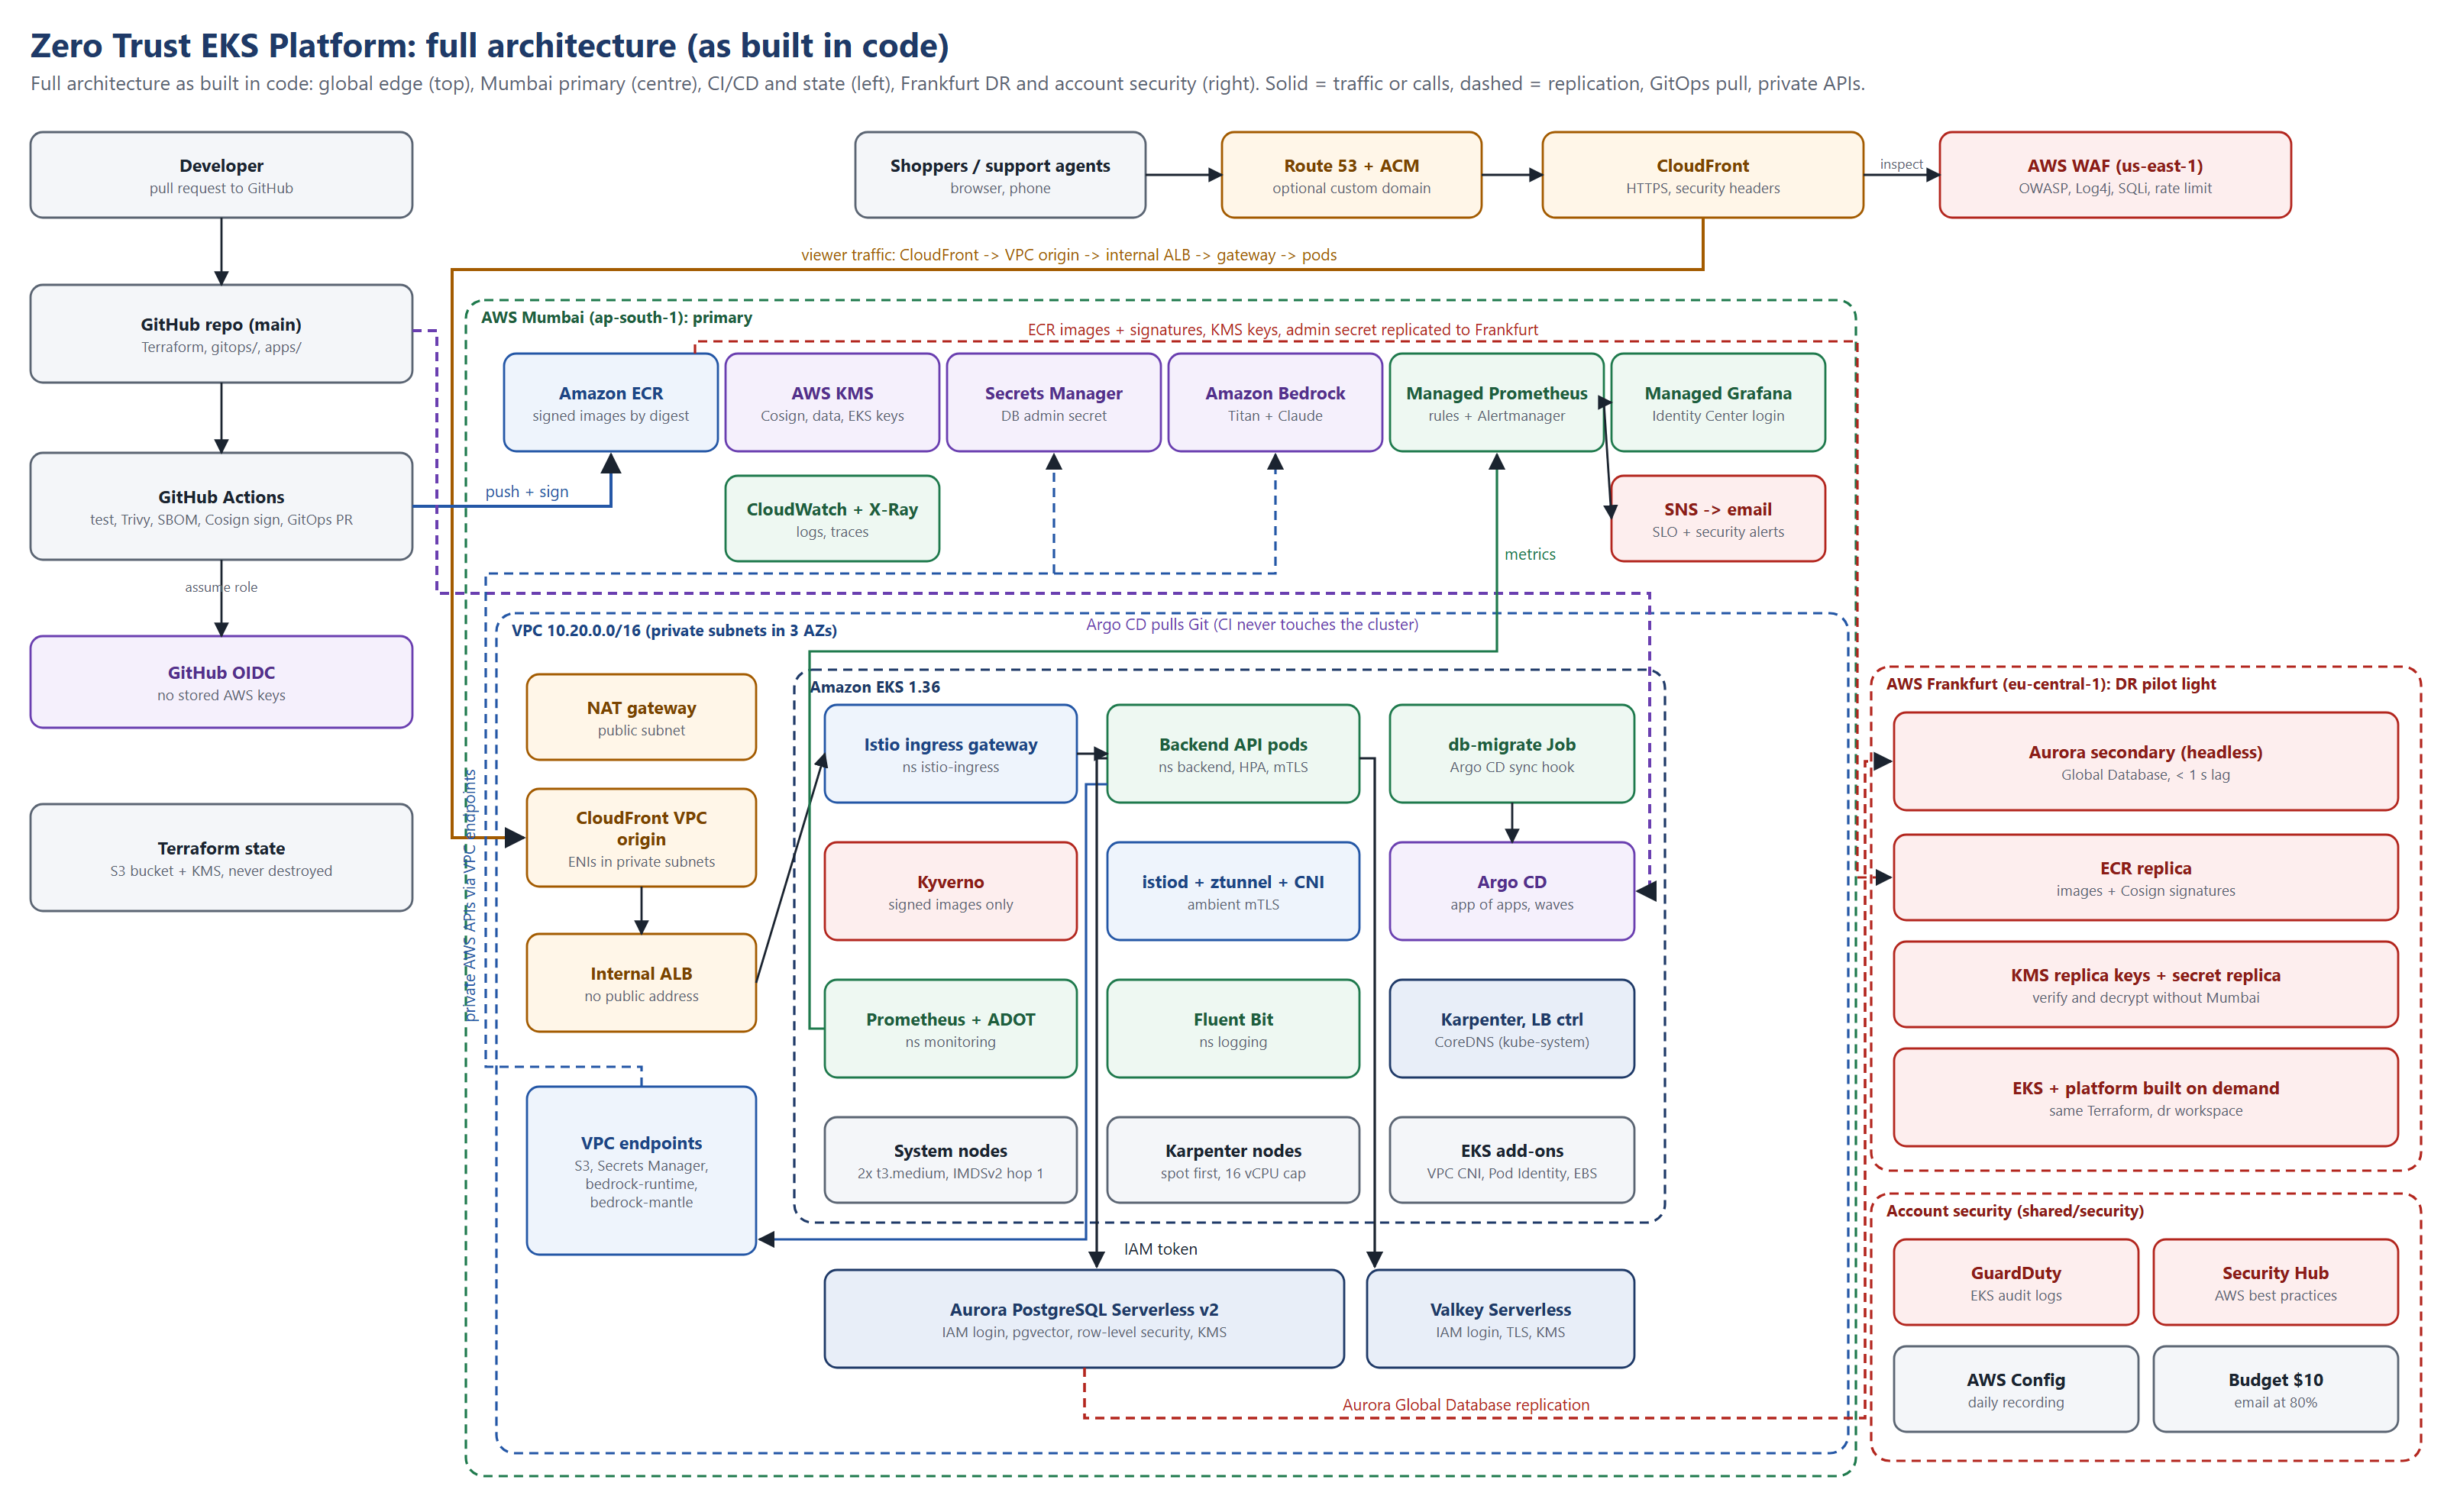 Zero Trust EKS Platform: full architecture (as built in code)
Full architecture as built in code: global edge (top), Mumbai primary (centre), CI/CD and state (left), Frankfurt DR and account security (right). Solid = traffic or calls, dashed = replication, GitOps pull, private APIs.
Developer
pull request to GitHub
Shoppers / support agents
browser, phone
Route 53 + ACM
optional custom domain
CloudFront
HTTPS, security headers
inspect
AWS WAF (us-east-1)
OWASP, Log4j, SQLi, rate limit
viewer traffic: CloudFront -> VPC origin -> internal ALB -> gateway -> pods
GitHub repo (main)
Terraform, gitops/, apps/
AWS Mumbai (ap-south-1): primary
ECR images + signatures, KMS keys, admin secret replicated to Frankfurt
Amazon ECR
signed images by digest
AWS KMS
Cosign, data, EKS keys
Secrets Manager
DB admin secret
Amazon Bedrock
Titan + Claude
Managed Prometheus
rules + Alertmanager
Managed Grafana
Identity Center login
GitHub Actions
test, Trivy, SBOM, Cosign sign, GitOps PR
push + sign
CloudWatch + X-Ray
logs, traces
SNS -> email
SLO + security alerts
metrics
assume role
GitHub OIDC
no stored AWS keys
VPC 10.20.0.0/16 (private subnets in 3 AZs)
Argo CD pulls Git (CI never touches the cluster)
Terraform state
S3 bucket + KMS, never destroyed
private AWS APIs via VPC endpoints
NAT gateway
public subnet
CloudFront VPC
origin
ENIs in private subnets
Internal ALB
no public address
VPC endpoints
S3, Secrets Manager,
bedrock-runtime,
bedrock-mantle
Amazon EKS 1.36
Istio ingress gateway
ns istio-ingress
Backend API pods
ns backend, HPA, mTLS
db-migrate Job
Argo CD sync hook
Kyverno
signed images only
istiod + ztunnel + CNI
ambient mTLS
Argo CD
app of apps, waves
Prometheus + ADOT
ns monitoring
Fluent Bit
ns logging
Karpenter, LB ctrl
CoreDNS (kube-system)
System nodes
2x t3.medium, IMDSv2 hop 1
Karpenter nodes
spot first, 16 vCPU cap
EKS add-ons
VPC CNI, Pod Identity, EBS
IAM token
Aurora PostgreSQL Serverless v2
IAM login, pgvector, row-level security, KMS
Valkey Serverless
IAM login, TLS, KMS
Aurora Global Database replication
AWS Frankfurt (eu-central-1): DR pilot light
Aurora secondary (headless)
Global Database, < 1 s lag
ECR replica
images + Cosign signatures
KMS replica keys + secret replica
verify and decrypt without Mumbai
EKS + platform built on demand
same Terraform, dr workspace
Account security (shared/security)
GuardDuty
EKS audit logs
Security Hub
AWS best practices
AWS Config
daily recording
Budget $10
email at 80%